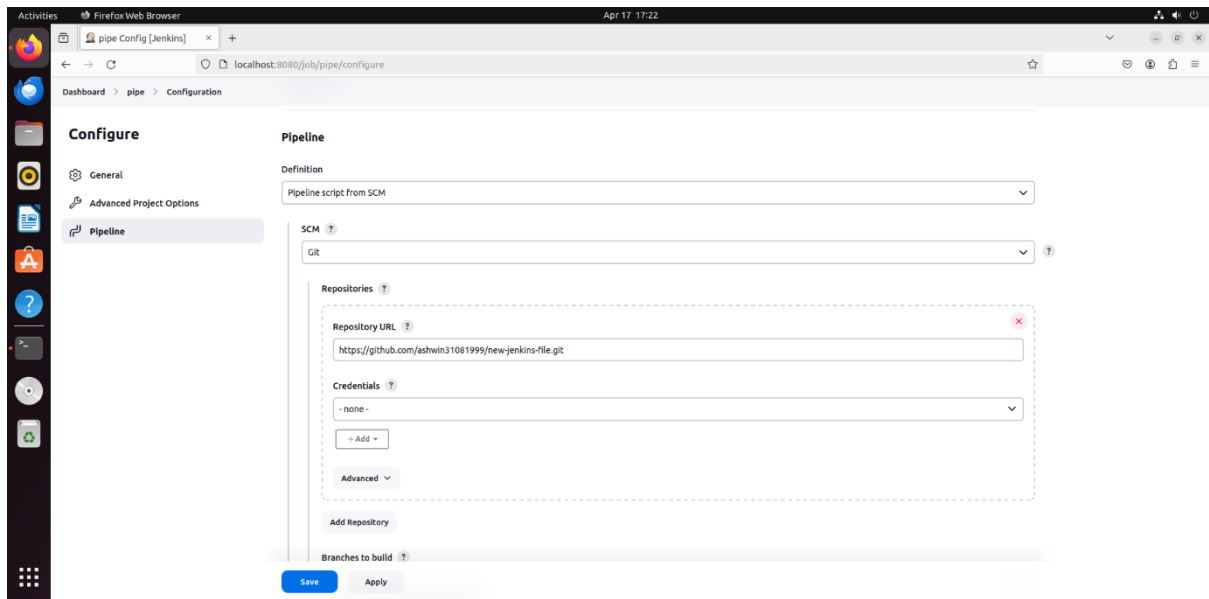 Activities Firefox Web Browser Apr 17 17:22
pipe Config [Jenkins] × +
localhost:8080/job/pipe/configure
Dashboard > pipe > Configuration
Configure
General
Advanced Project Options
Pipeline
Pipeline
Definition
Pipeline script from SCM
SCM ?
Git
?
Repositories ?
Repository URL ?
https://github.com/ashwin31081999/new-jenkins-file.git
Credentials ?
- none -
+ Add
Advanced
Add Repository
Branches to build ?
Save Apply